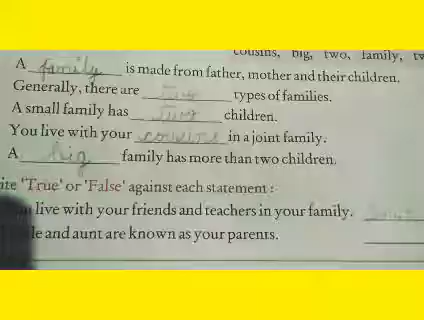 cousins, big, two, family, tw
A family is made from father, mother and their children.
Generally, there are two types of families.
A small family has two children.
You live with your cousins in a joint family.
A big family has more than two children.
ite 'True' or 'False' against each statement :
live with your friends and teachers in your family.
le and aunt are known as your parents.